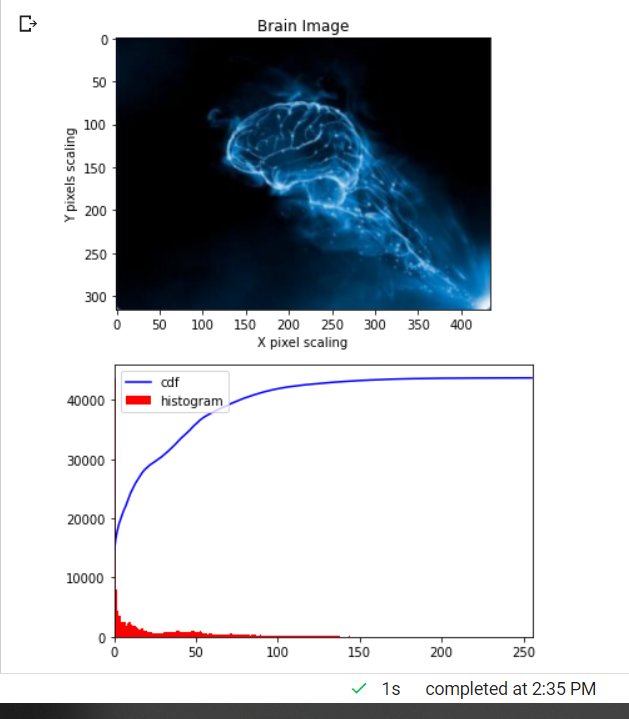 Brain Image
0
50
100
150
200
250
300
Y pixels scaling
0 50 100 150 200 250 300 350 400
X pixel scaling
cdf
histogram
40000
30000
20000
10000
0
0 50 100 150 200 250
1s completed at 2:35 PM